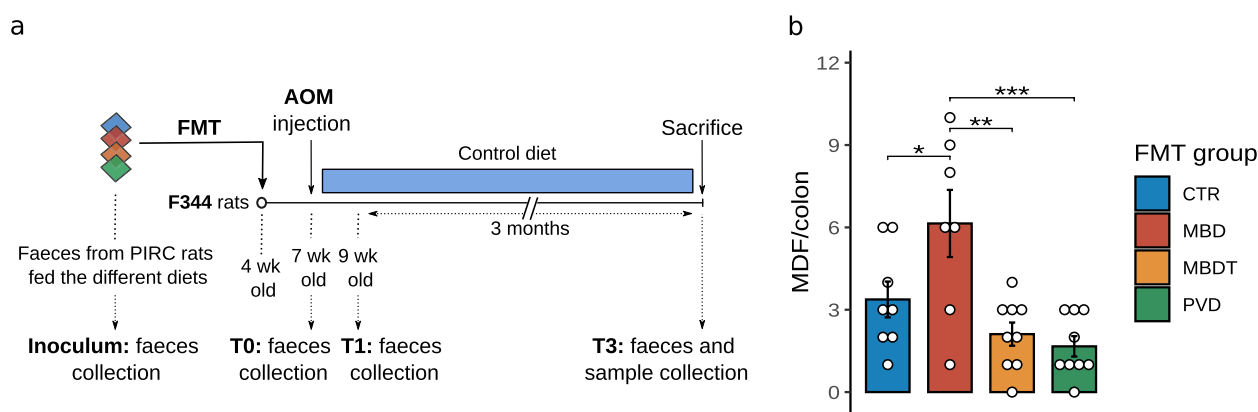 a
AOM
injection
FMT
Sacrifice
Control diet
F344 rats
3 months
Faeces from PIRC rats
fed the different diets
4 wk
old
7 wk
old
9 wk
old
Inoculum: faeces
collection
T0: faeces
collection
T1: faeces
collection
T3: faeces and
sample collection
b
MDF/colon
12
9
6
3
0
*
**
***
FMT group
CTR
MBD
MBDT
PVD